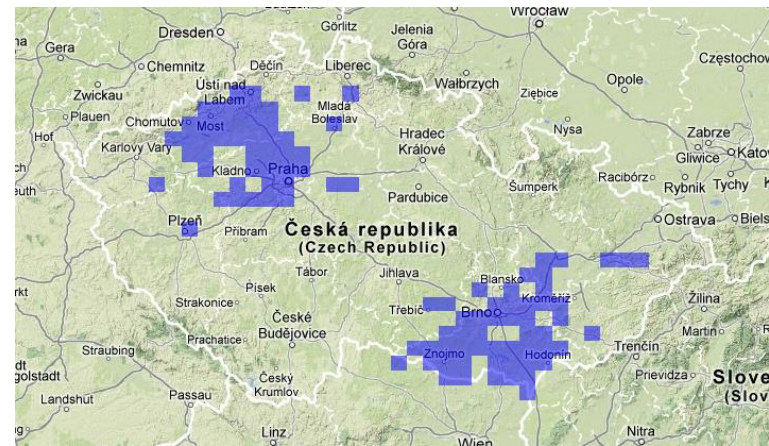 Wrocław
Görlitz
Dresden
Jelenia
Góra
Gera
Děčín
Liberec
Chemnitz
Wałbrzych
Częstochow
Opole
Zwickau
Ústí nad
Labem
Ziębice
Mladá
Boleslav
Plauen
Chomutov
Most
Hradec
Králové
Nysa
Zabrze
Hof
Karlovy Vary
Gliwice
Katow
Kladno
Praha
Racibórz
Rybnik
Tychy
Šumperk
Pardubice
Plzeň
Příbram
Česká republika
(Czech Republic)
Ostrava
Biels
Tábor
Jihlava
Blansko
Písek
Kroměříž
Strakonice
Třebíč
Brno
Žilina
České
Budějovice
Martin
Prachatice
Trenčín
Straubing
Znojmo
Hodonín
Prievidza
Slove
(Slov
golstadt
Český
Krumlov
Landshut
Passau
Linz
Wien
Nitra